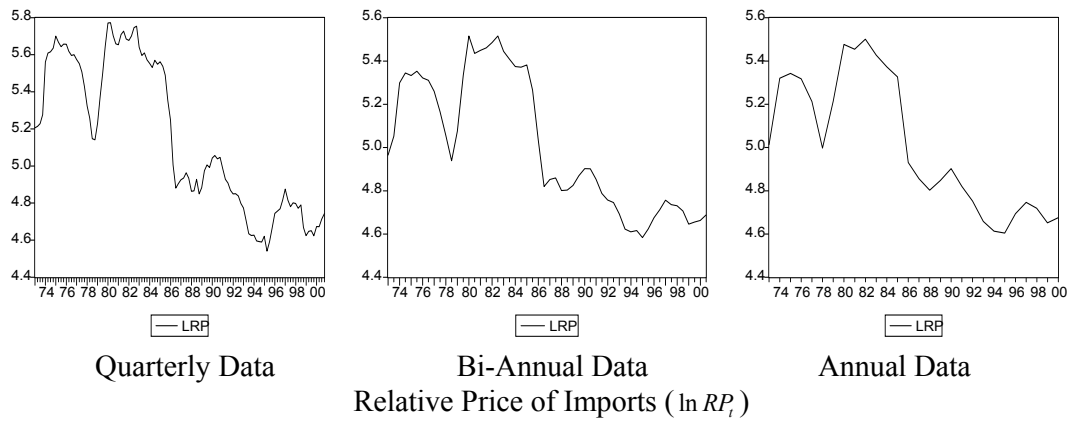 5.8
5.6
5.4
5.2
5.0
4.8
4.6
4.4
74 76 78 80 82 84 86 88 90 92 94 96 98 00
LRP
Quarterly Data
5.6
5.4
5.2
5.0
4.8
4.6
4.4
74 76 78 80 82 84 86 88 90 92 94 96 98 00
LRP
Bi-Annual Data
5.6
5.4
5.2
5.0
4.8
4.6
4.4
74 76 78 80 82 84 86 88 90 92 94 96 98 00
LRP
Annual Data
Relative Price of Imports ( ln RPₜ )